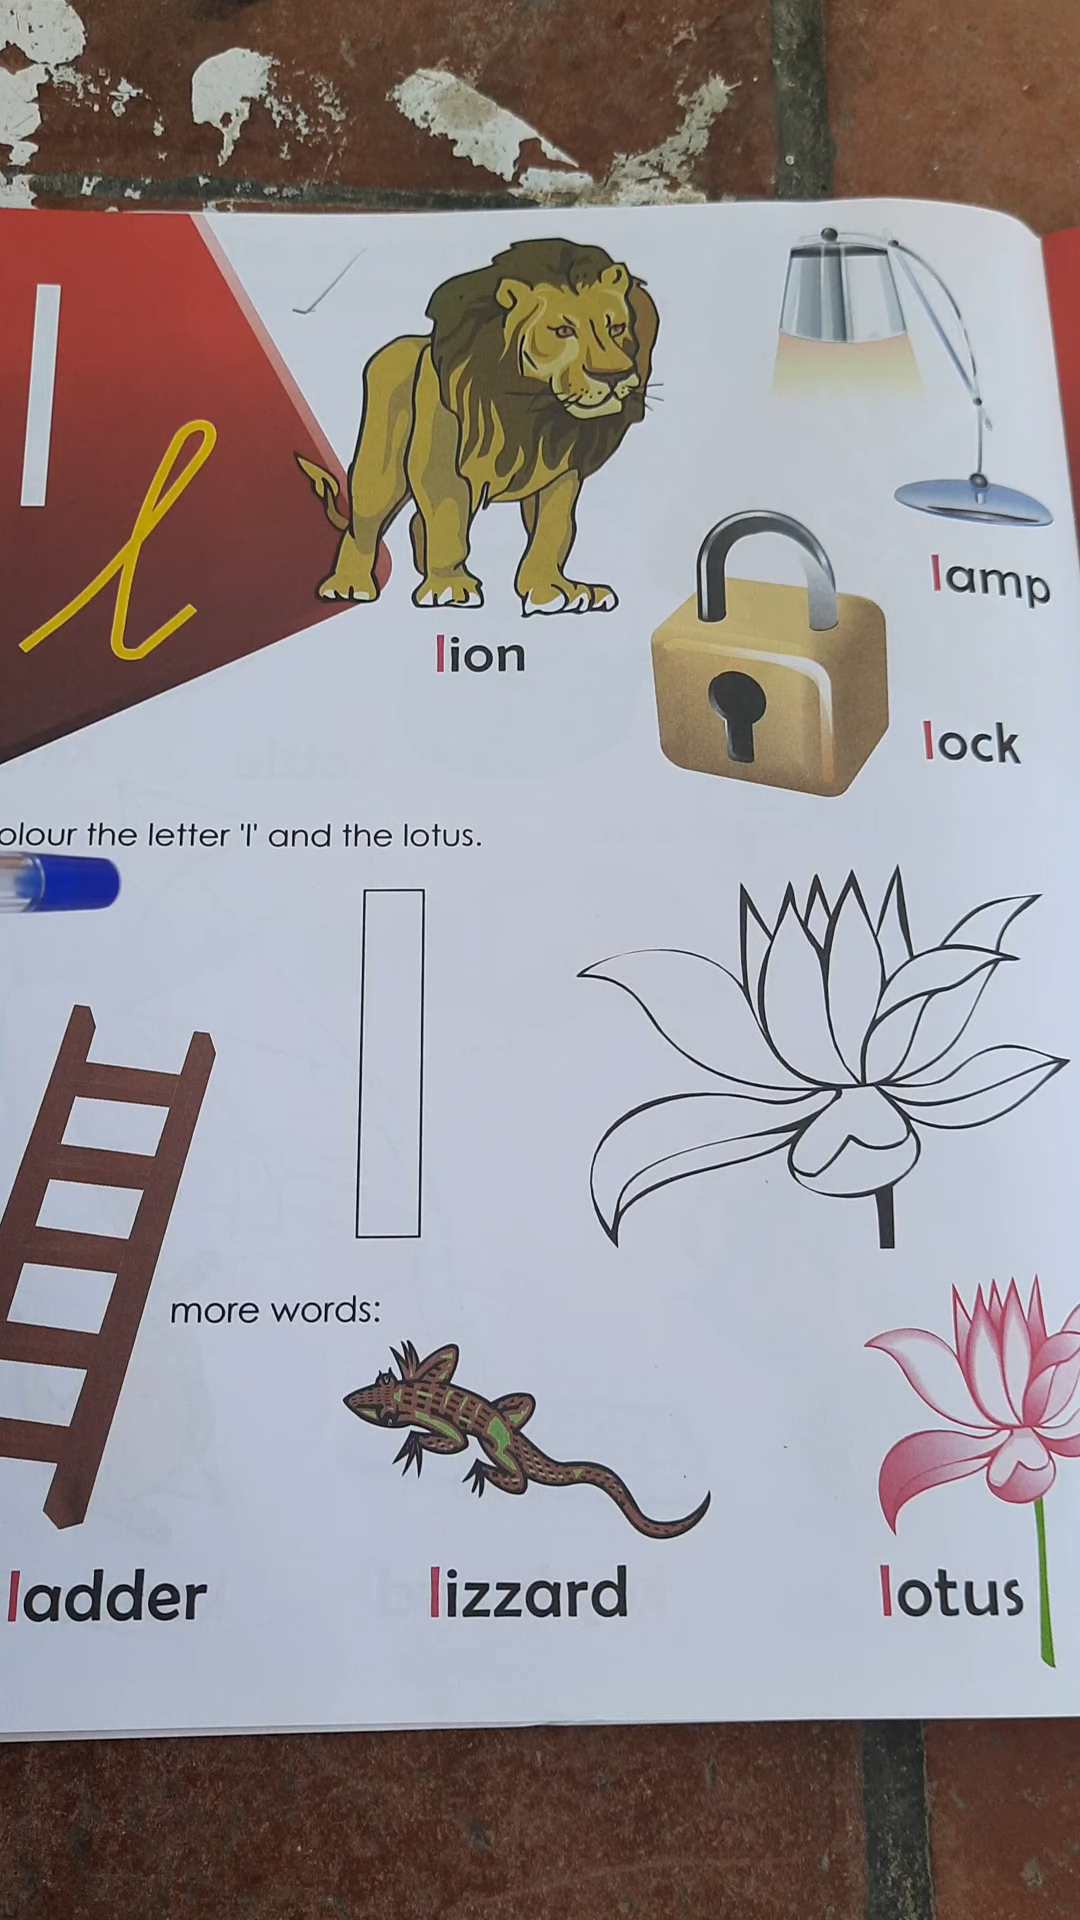 l
l
lion
lamp
lock
olour the letter 'l' and the lotus.
l
more words:
ladder
lizzard
lotus